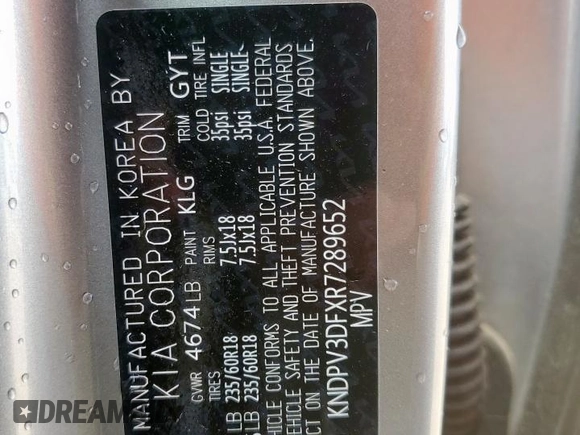 MANUFACTURED IN KOREA BY
KIA CORPORATION
GVWR 4674LB PAINT KLG TRIM GYT
TIRES RIMS COLD TIRE INFL
LB 235/60R18 7.5Jx18 35psi SINGLE
LB 235/60R18 7.5Jx18 35psi SINGLE
VEHICLE CONFORMS TO ALL APPLICABLE U.S.A. FEDERAL
VEHICLE SAFETY AND THEFT PREVENTION STANDARDS
CT ON THE DATE OF MANUFACTURE SHOWN ABOVE.
KNDPV3DFXR7289652
MPV
DREAM